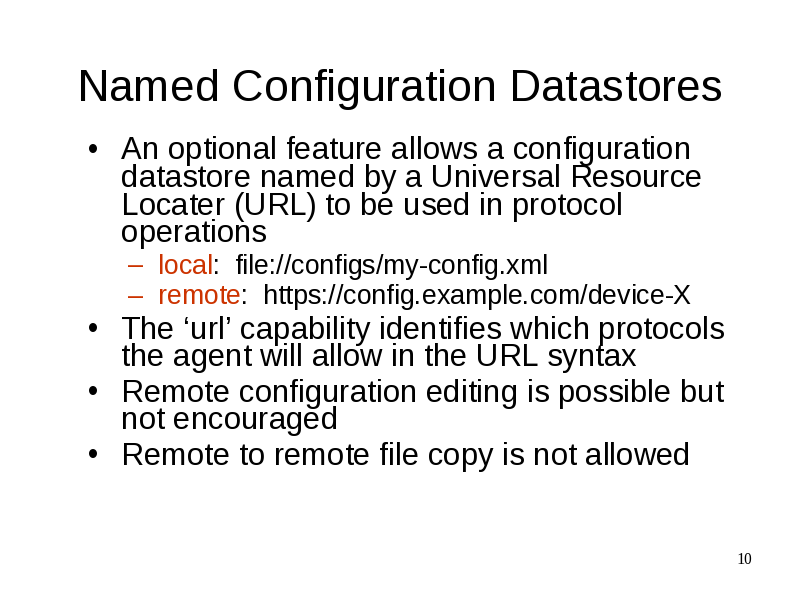 Named Configuration Datastores
• An optional feature allows a configuration
datastore named by a Universal Resource
Locater (URL) to be used in protocol
operations
– local:  file://configs/my-config.xml
– remote:  https://config.example.com/device-X
• The ‘url’ capability identifies which protocols
the agent will allow in the URL syntax
• Remote configuration editing is possible but
not encouraged
• Remote to remote file copy is not allowed
10